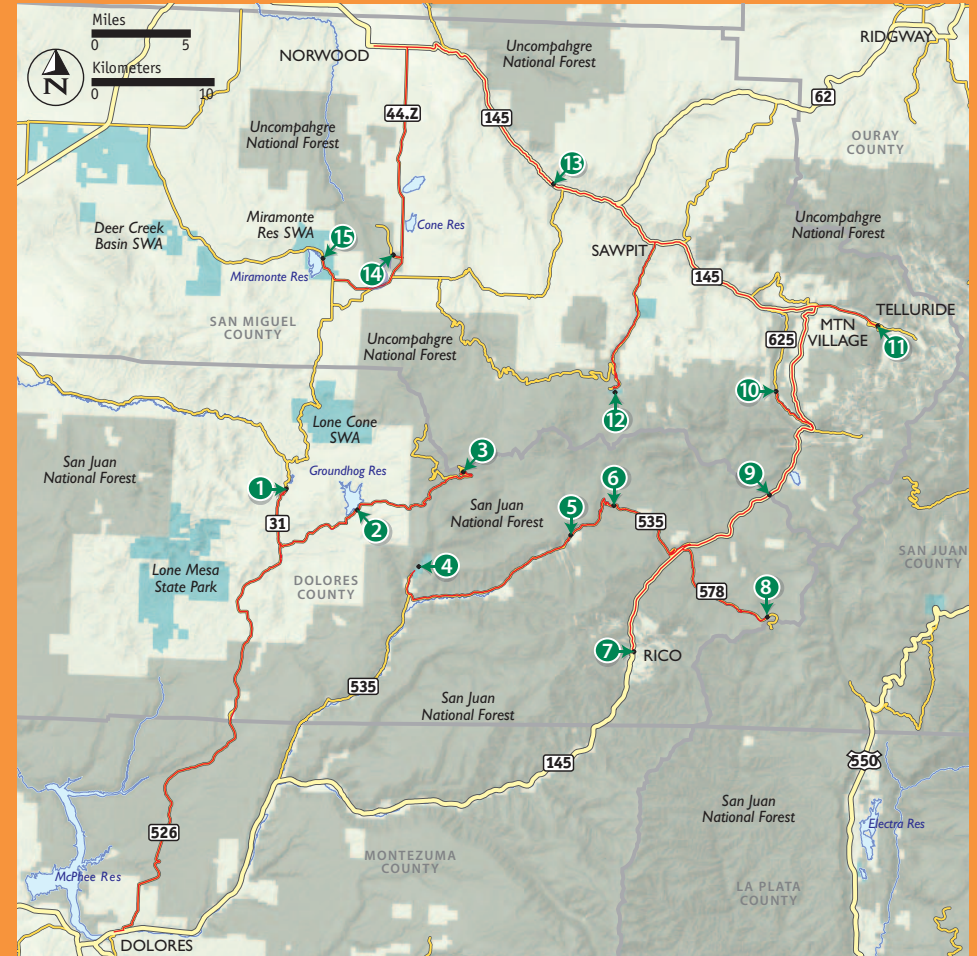 Miles
0 5
Kilometers
0 10
N
NORWOOD
Uncompahgre
National Forest
RIDGWAY
62
44.Z
145
Uncompahgre
National Forest
OURAY
COUNTY
13
Deer Creek
Basin SWA
Miramonte
Res SWA
15
Cone Res
Uncompahgre
National Forest
14
SAWPIT
Miramonte Res
145
SAN MIGUEL
COUNTY
TELLURIDE
MTN
VILLAGE
11
625
Uncompahgre
National Forest
10
12
Lone Cone
SWA
3
San Juan
National Forest
Groundhog Res
1
2
9
6
San Juan
National Forest
5
535
31
4
SAN JUAN
COUNTY
Lone Mesa
State Park
DOLORES
COUNTY
578
8
7
RICO
535
San Juan
National Forest
145
550
San Juan
National Forest
526
Electra Res
MONTEZUMA
COUNTY
McPhee Res
LA PLATA
COUNTY
DOLORES